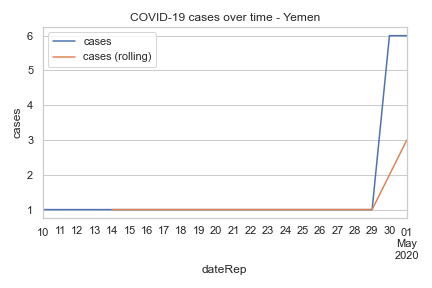 COVID-19 cases over time - Yemen
cases
cases (rolling)
cases
6
5
4
3
2
1
10 11 12 13 14 15 16 17 18 19 20 21 22 23 24 25 26 27 28 29 30 01
May
2020
dateRep